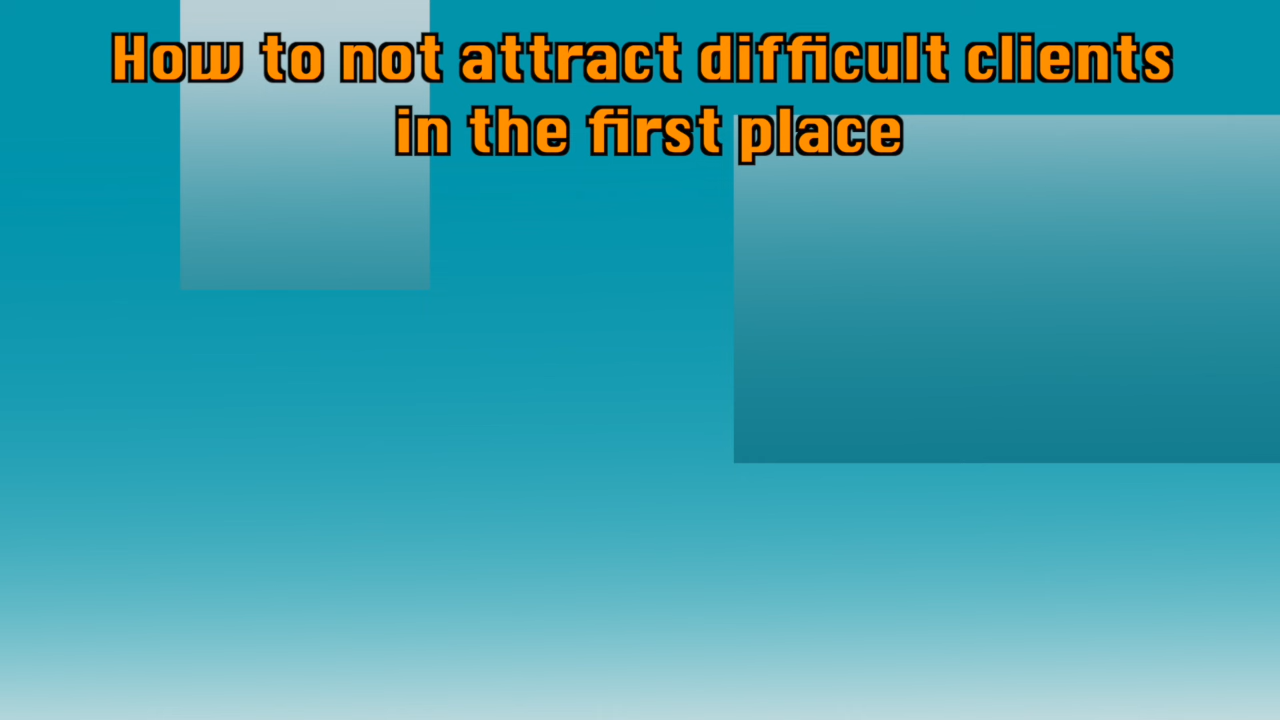 How to not attract difficult clients
in the first place